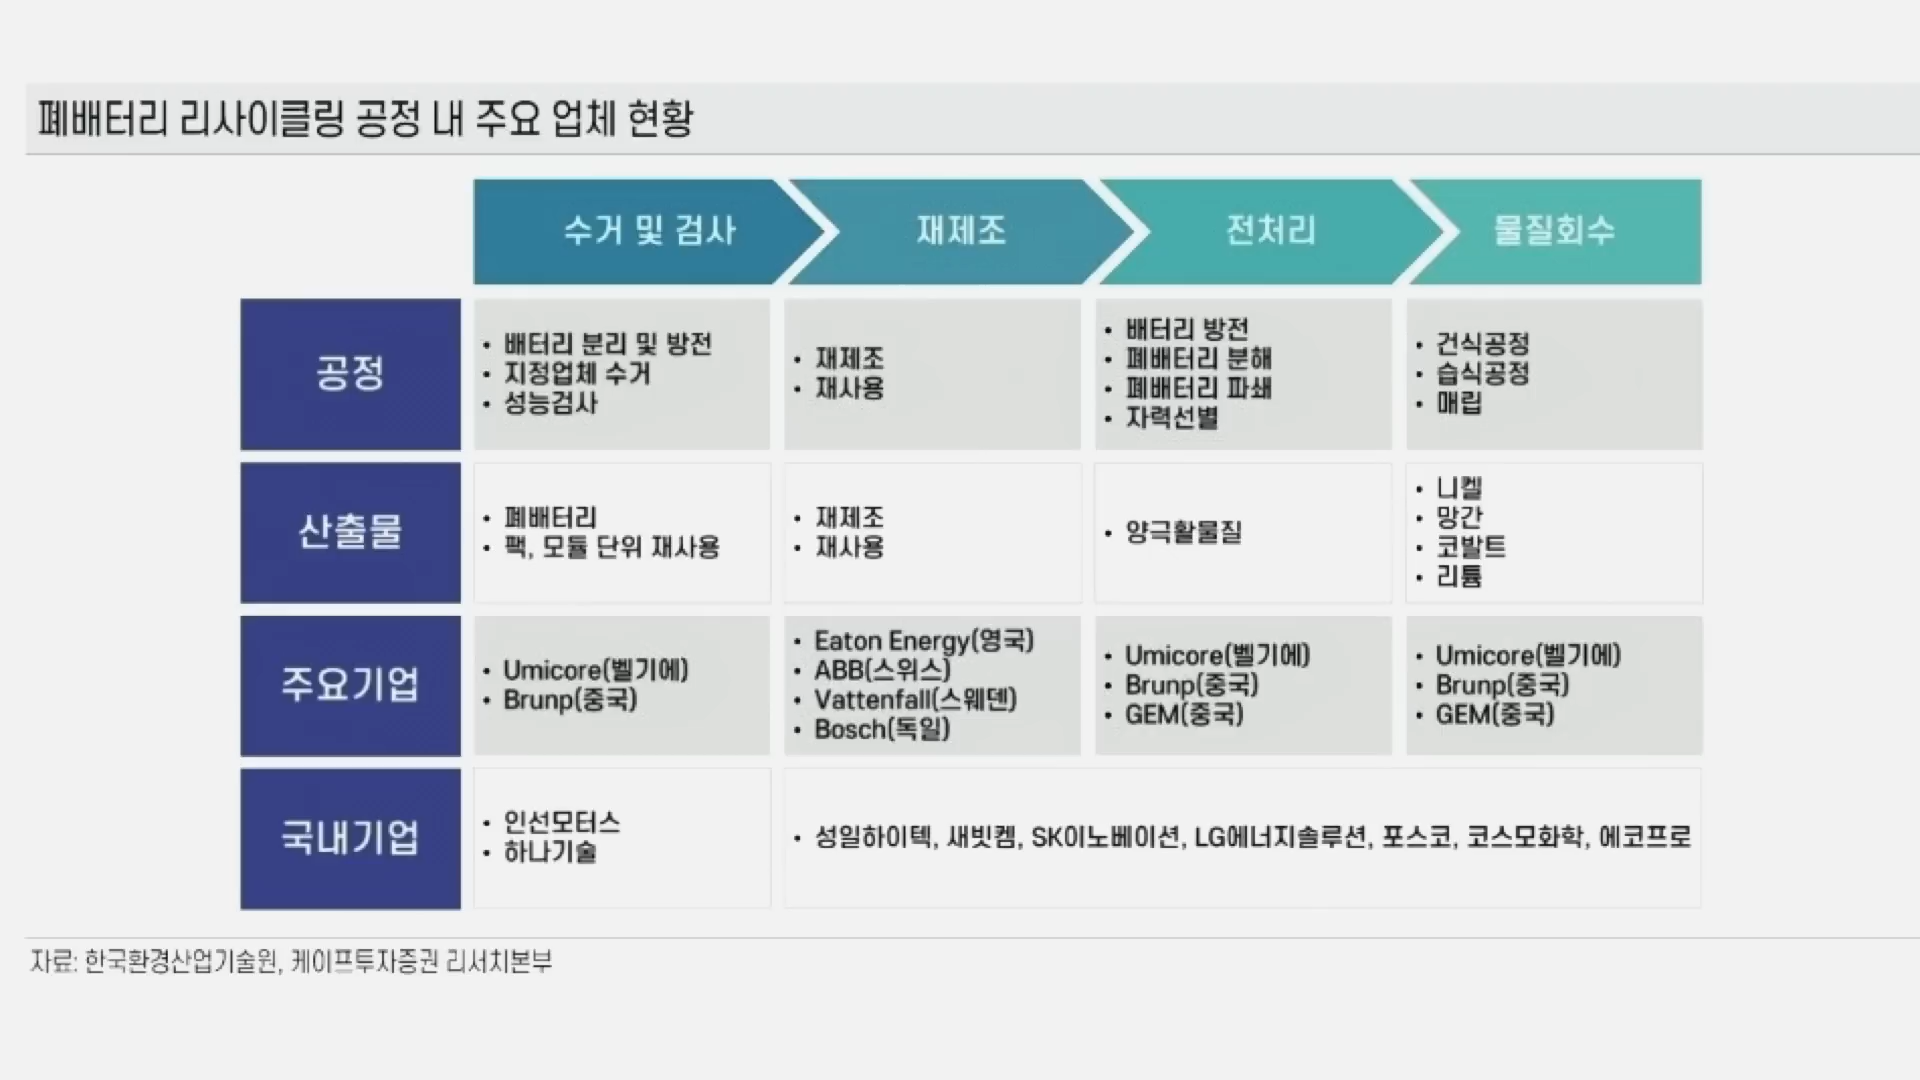 폐배터리 리사이클링 공정 내 주요 업체 현황
수거 및 검사
재제조
전처리
물질회수
공정
• 배터리 분리 및 방전
• 지정업체 수거
• 성능검사
• 재제조
• 재사용
• 배터리 방전
• 폐배터리 분해
• 폐배터리 파쇄
• 자력선별
• 건식공정
• 습식공정
• 매립
산출물
• 폐배터리
• 팩, 모듈 단위 재사용
• 재제조
• 재사용
• 양극활물질
• 니켈
• 망간
• 코발트
• 리튬
주요기업
• Umicore(벨기에)
• Brunp(중국)
• Eaton Energy(영국)
• ABB(스위스)
• Vattenfall(스웨덴)
• Bosch(독일)
• Umicore(벨기에)
• Brunp(중국)
• GEM(중국)
• Umicore(벨기에)
• Brunp(중국)
• GEM(중국)
국내기업
• 인선모터스
• 하나기술
• 성일하이텍, 새빗켐, SK이노베이션, LG에너지솔루션, 포스코, 코스모화학, 에코프로
자료: 한국환경산업기술원, 케이프투자증권 리서치본부